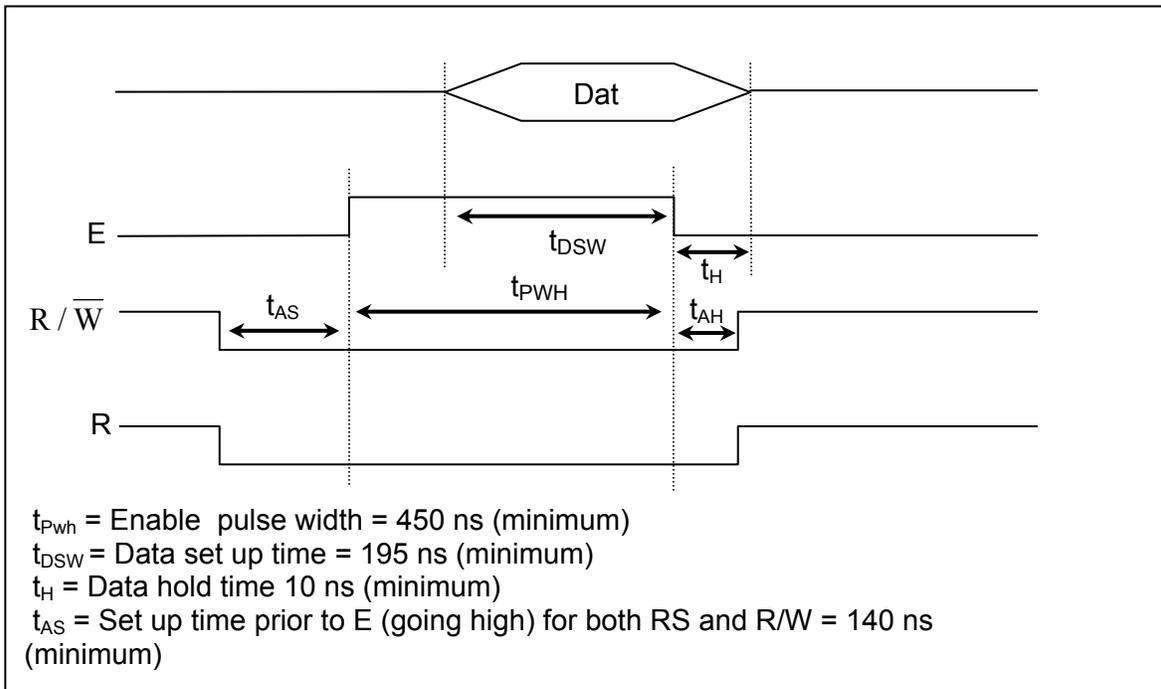 Dat
E
tDSW
tH
tPWH
tAS
tAH
R / W̅
R
tPwh = Enable pulse width = 450 ns (minimum)
tDSW = Data set up time = 195 ns (minimum)
tH = Data hold time 10 ns (minimum)
tAS = Set up time prior to E (going high) for both RS and R/W = 140 ns
(minimum)